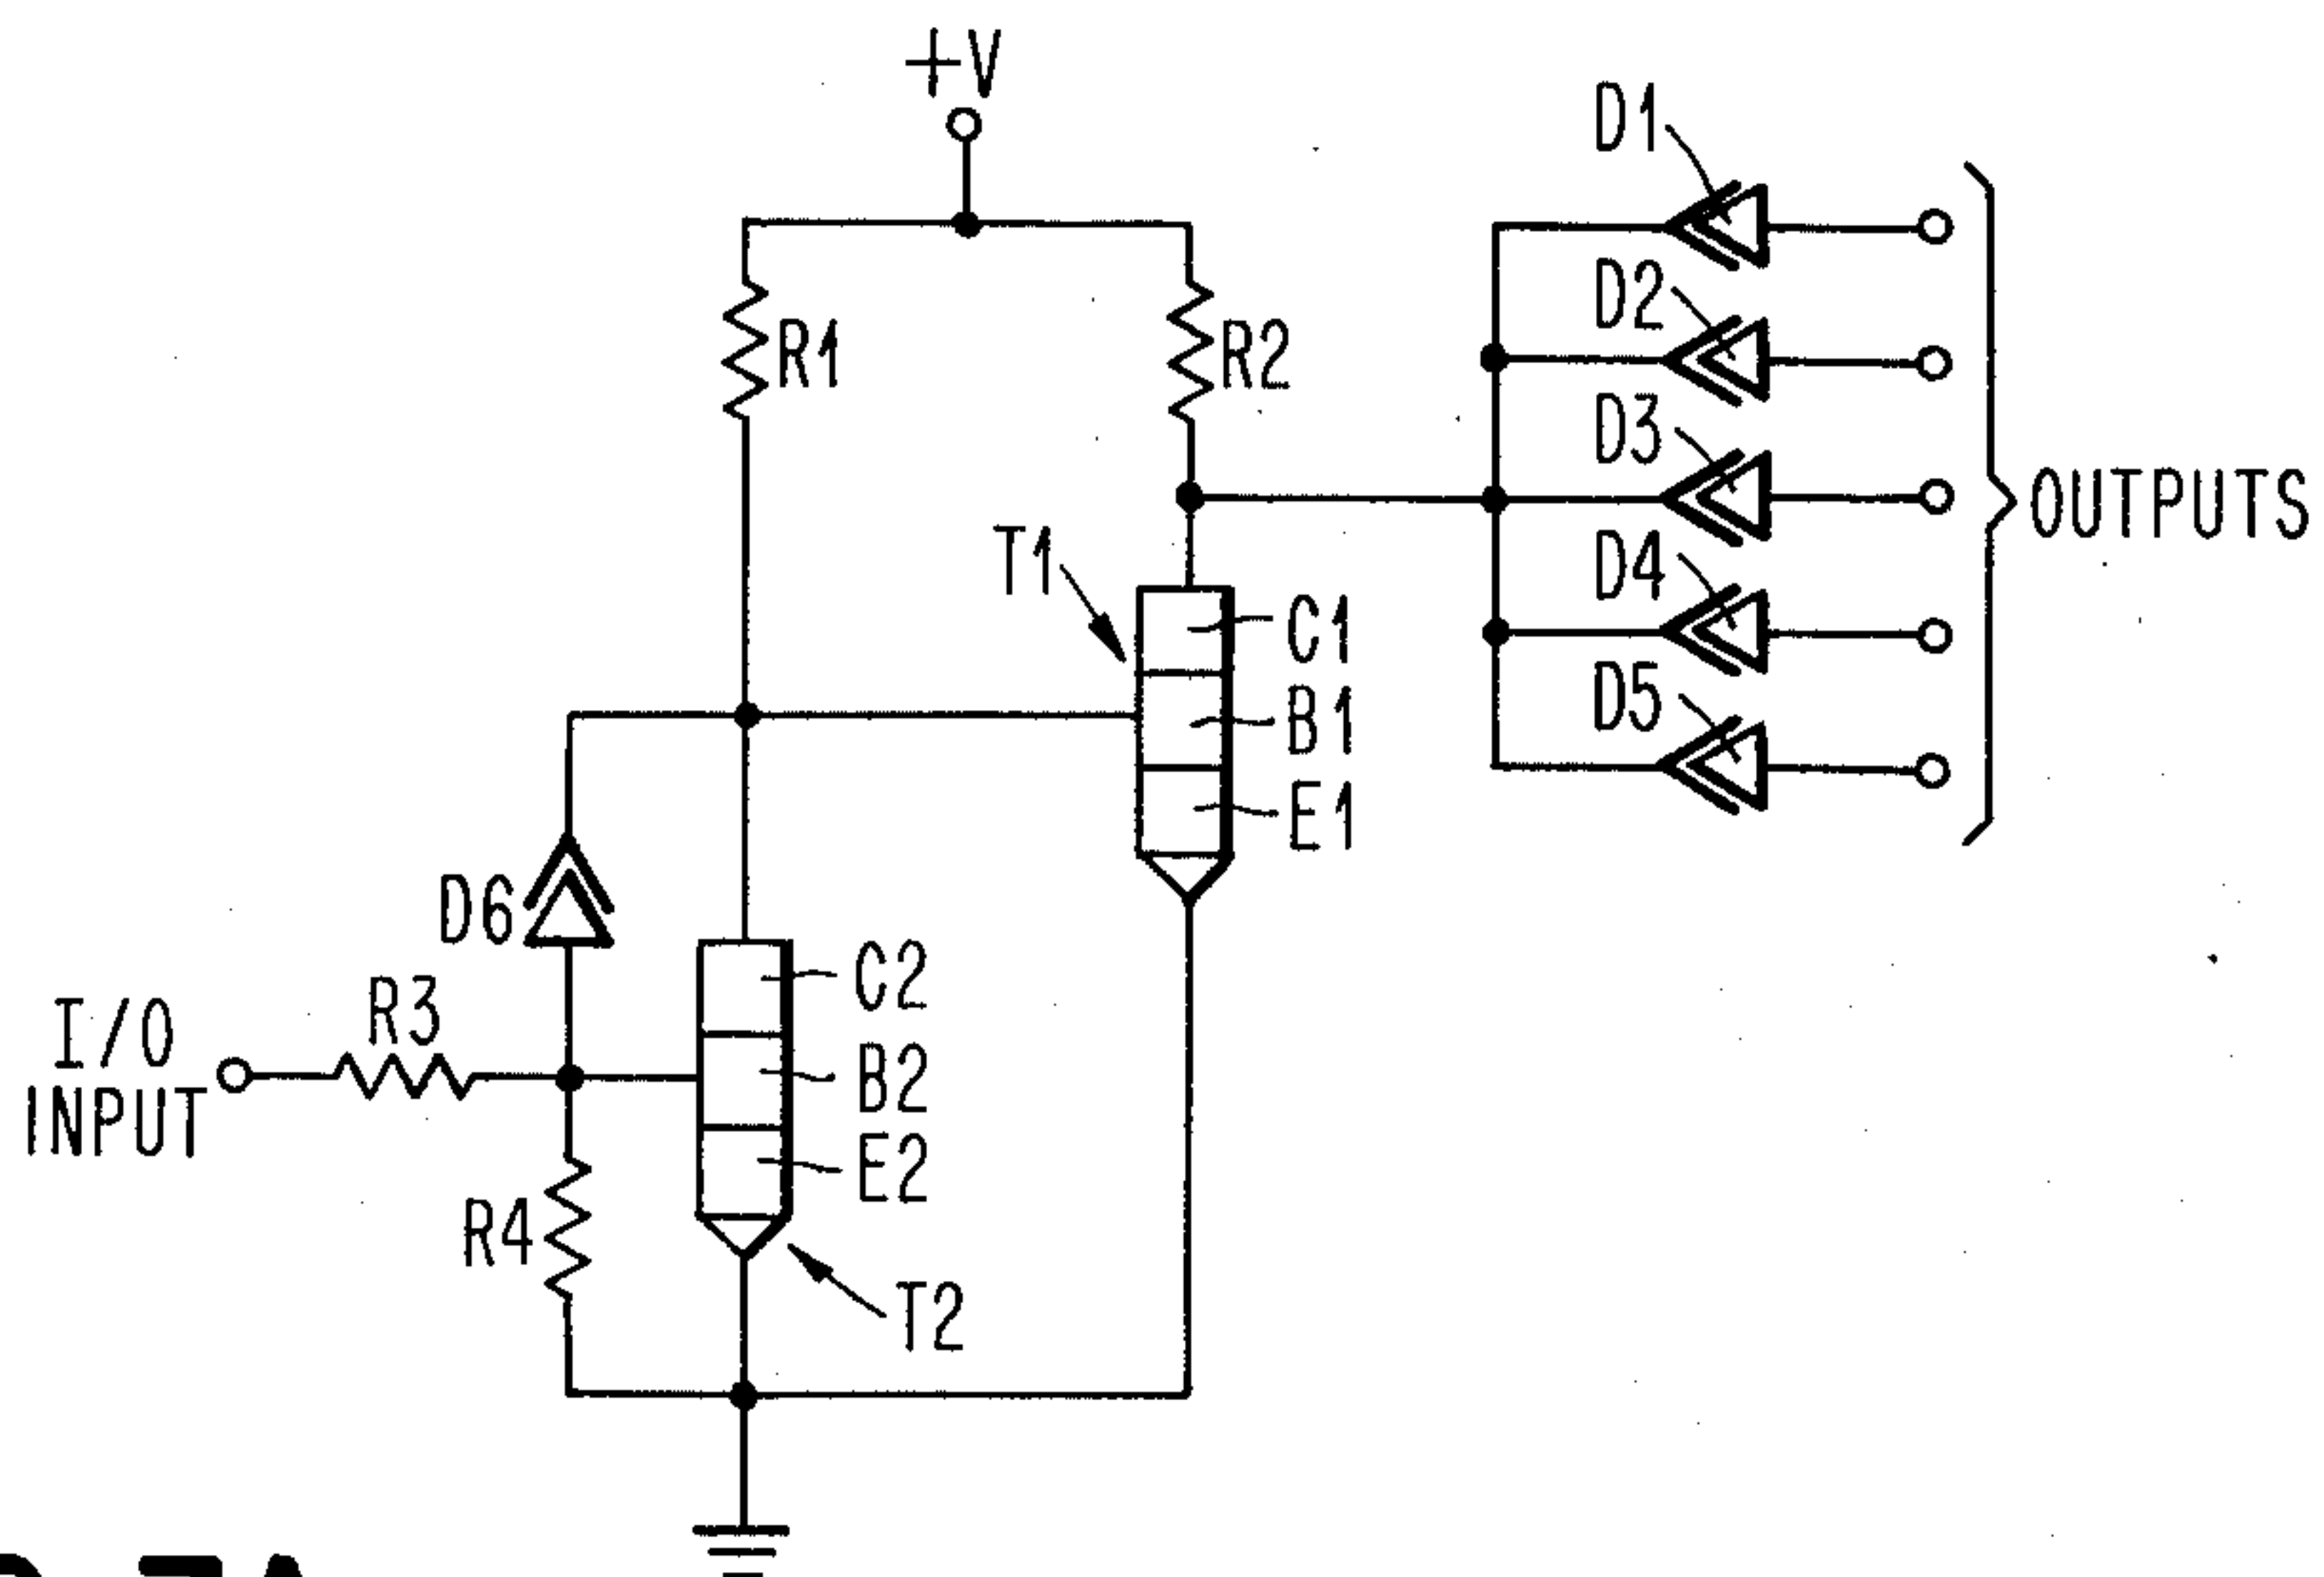 +V
D1
D2
R1
R2
D3
OUTPUTS
T1
D4
C1
D5
B1
E1
D6
C2
R3
I/O
INPUT
B2
E2
R4
T2